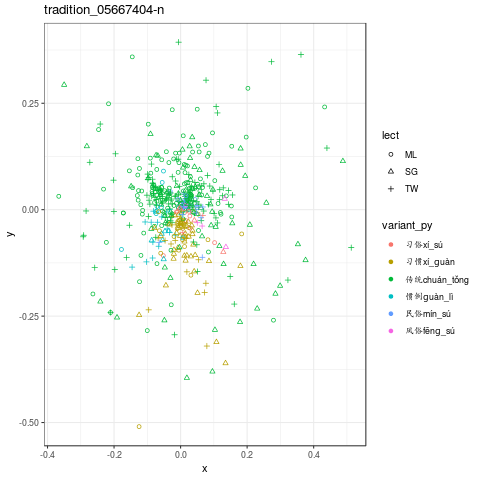 tradition_05667404-n
y
0.25
0.00
-0.25
-0.50
-0.4
-0.2
0.0
0.2
0.4
x
lect
ML
SG
TW
variant_py
习俗xí_sú
习惯xí_guàn
传统chuán_tǒng
惯例guàn_lì
民俗mín_sú
风俗fēng_sú